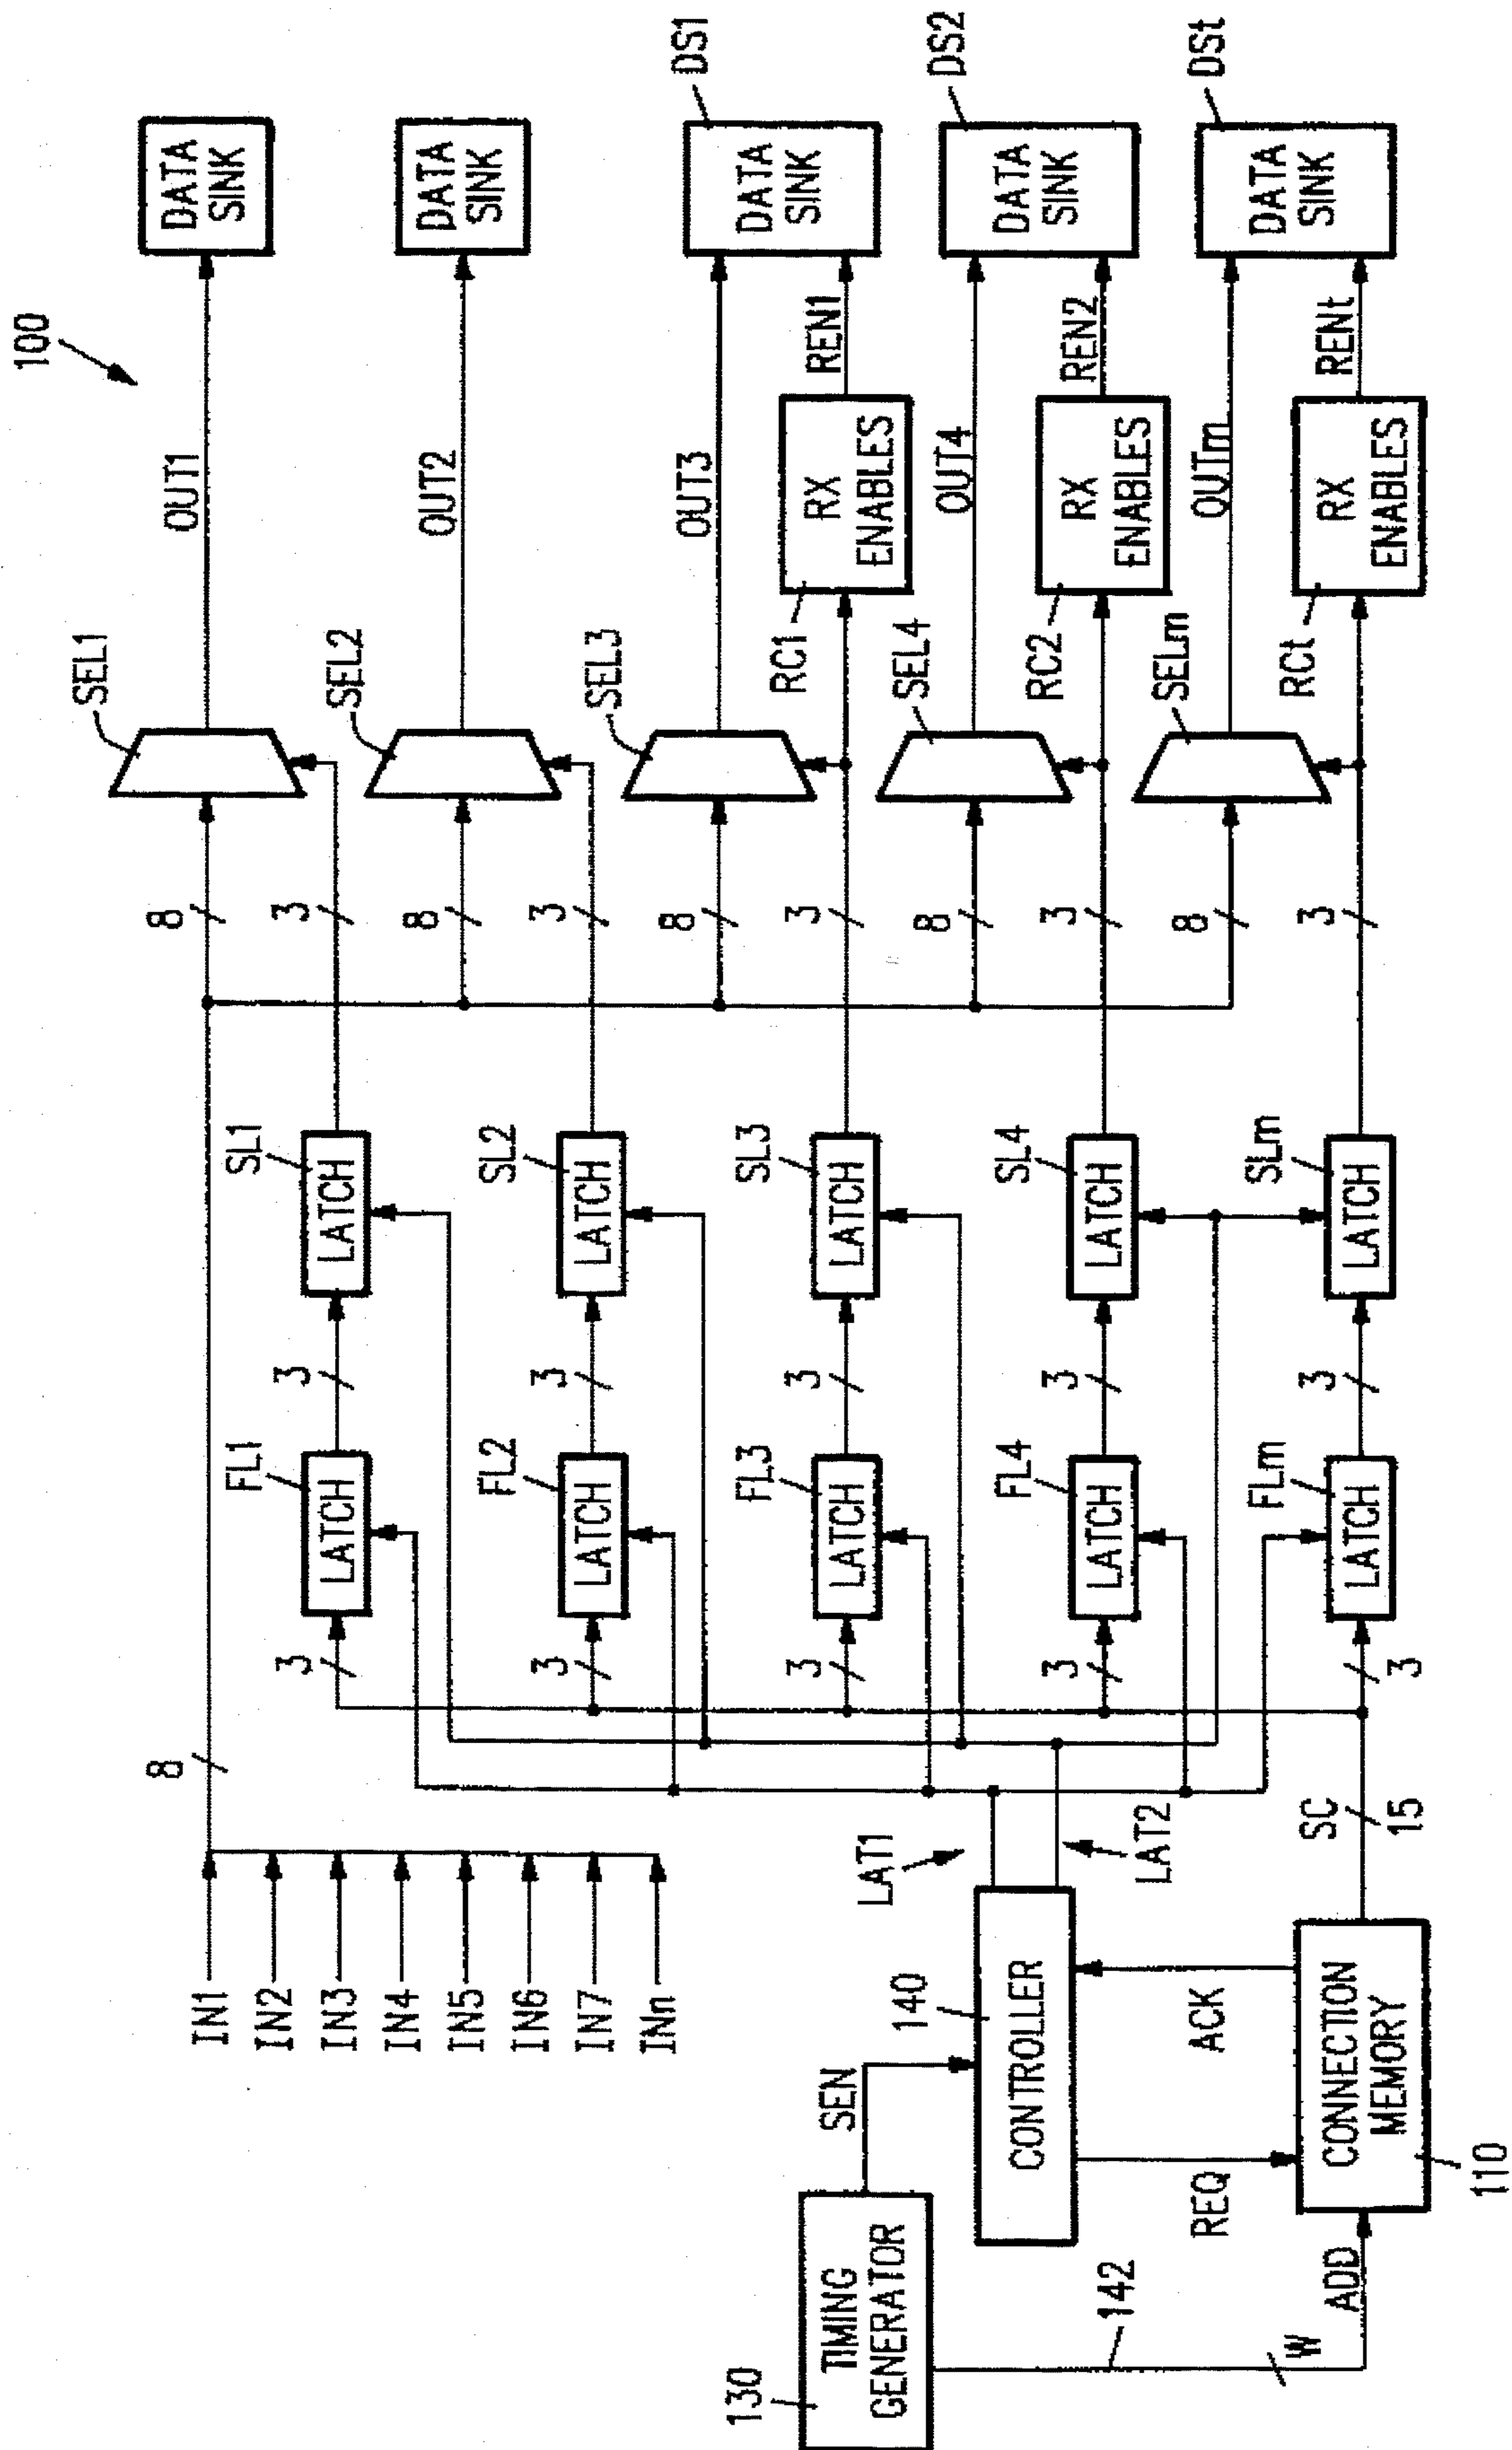 100
SEL1
OUT1
DATA
SINK
8
3
SEL2
OUT2
DATA
SINK
8
3
SEL3
OUT3
DATA
SINK
DS1
8
3
RC1
RX
ENABLES
REN1
SEL4
OUT4
DATA
SINK
DS2
8
3
RC2
RX
ENABLES
REN2
SELm
OUTm
DATA
SINK
DSt
8
3
RCt
RX
ENABLES
RENt
8
FL1
LATCH
SL1
LATCH
3
3
FL2
LATCH
SL2
LATCH
3
3
FL3
LATCH
SL3
LATCH
3
3
FL4
LATCH
SL4
LATCH
3
3
FLm
LATCH
SLm
LATCH
3
3
IN1
IN2
IN3
IN4
IN5
IN6
IN7
INn
LAT1
LAT2
SC
15
140
CONTROLLER
SEN
ACK
REQ
TIMING
GENERATOR
130
142
W
ADD
CONNECTION
MEMORY
110